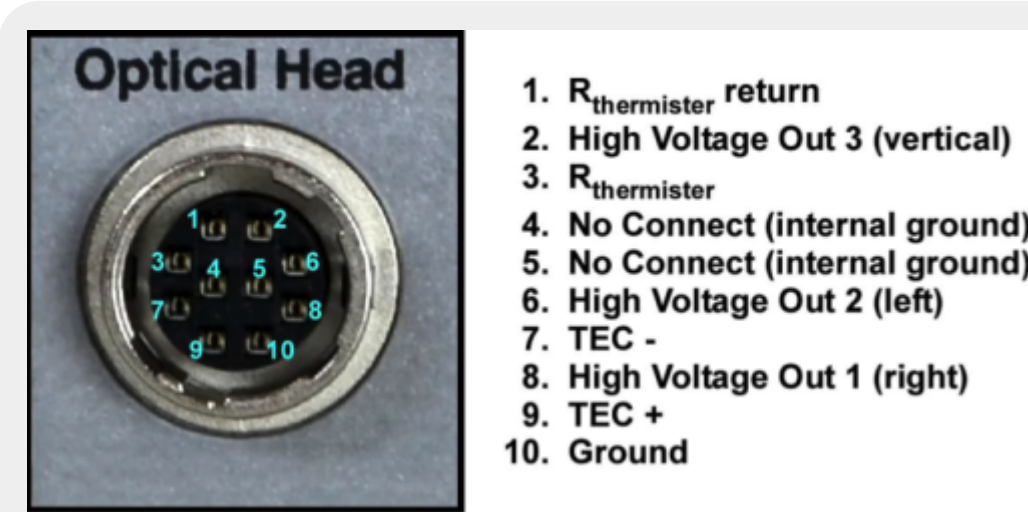 Optical Head
1 2
3 4 5 6
7 8
9 10
1. Rthermister return
2. High Voltage Out 3 (vertical)
3. Rthermister
4. No Connect (internal ground)
5. No Connect (internal ground)
6. High Voltage Out 2 (left)
7. TEC -
8. High Voltage Out 1 (right)
9. TEC +
10. Ground